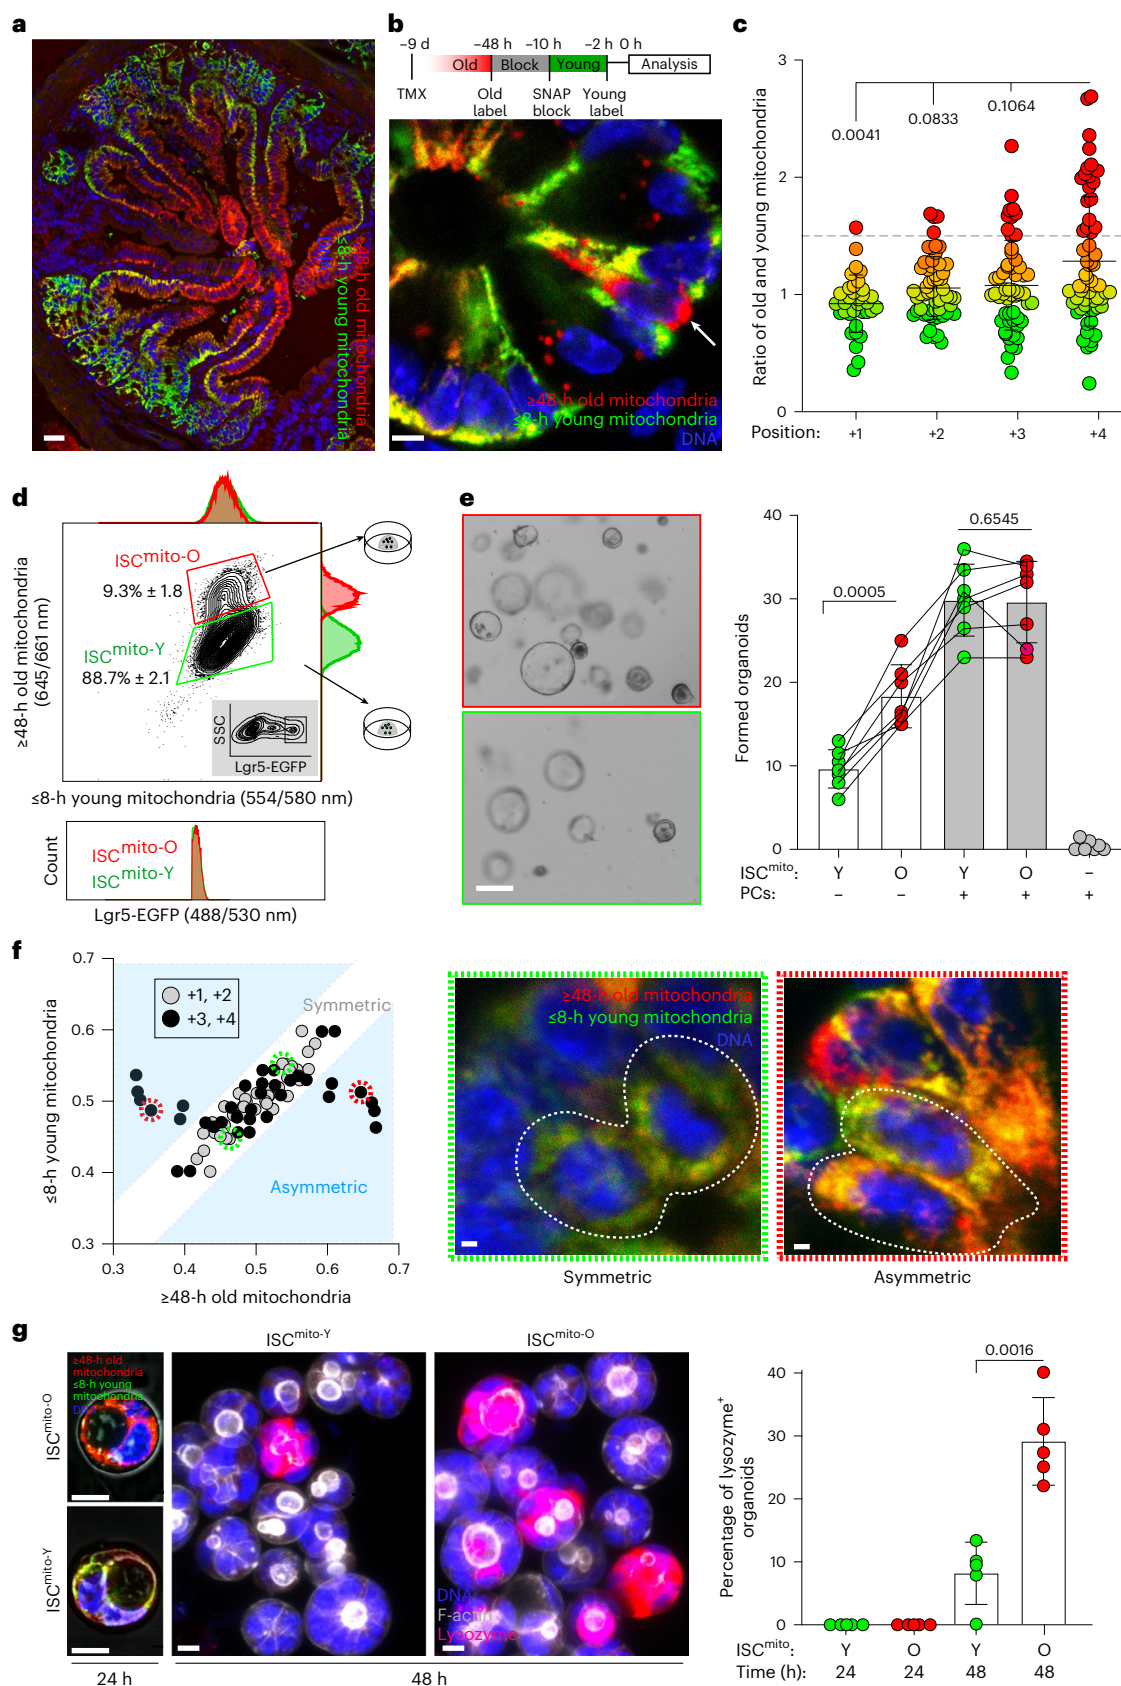 a
≥48-h old mitochondria
≤8-h young mitochondria
DNA
b
–9 d
–48 h
–10 h
–2 h
0 h
Old
Block
Young
Analysis
TMX
Old label
SNAP block
Young label
≥48-h old mitochondria
≤8-h young mitochondria
DNA
c
Ratio of old and young mitochondria
3
2
1
0
0.0041
0.0833
0.1064
Position:
+1
+2
+3
+4
d
≥48-h old mitochondria
(645/661 nm)
ISCmito-O
9.3% ± 1.8
ISCmito-Y
88.7% ± 2.1
SSC
Lgr5-EGFP
≤8-h young mitochondria (554/580 nm)
Count
ISCmito-O
ISCmito-Y
Lgr5-EGFP (488/530 nm)
e
Formed organoids
40
30
20
10
0
0.0005
0.6545
ISCmito:
Y
O
Y
O
–
PCs:
–
–
+
+
+
f
≤8-h young mitochondria
0.7
0.6
0.5
0.4
0.3
+1, +2
+3, +4
Symmetric
Asymmetric
0.3
0.4
0.5
0.6
0.7
≥48-h old mitochondria
≥48-h old mitochondria
≤8-h young mitochondria
DNA
Symmetric
Asymmetric
g
ISCmito-Y
ISCmito-O
ISCmito-O
≥48-h old
mitochondria
≤8-h young
mitochondria
DNA
ISCmito-Y
DNA
F-actin
Lysozyme
24 h
48 h
Percentage of lysozyme+
organoids
40
30
20
10
0
0.0016
ISCmito:
Y
O
Y
O
Time (h):
24
24
48
48